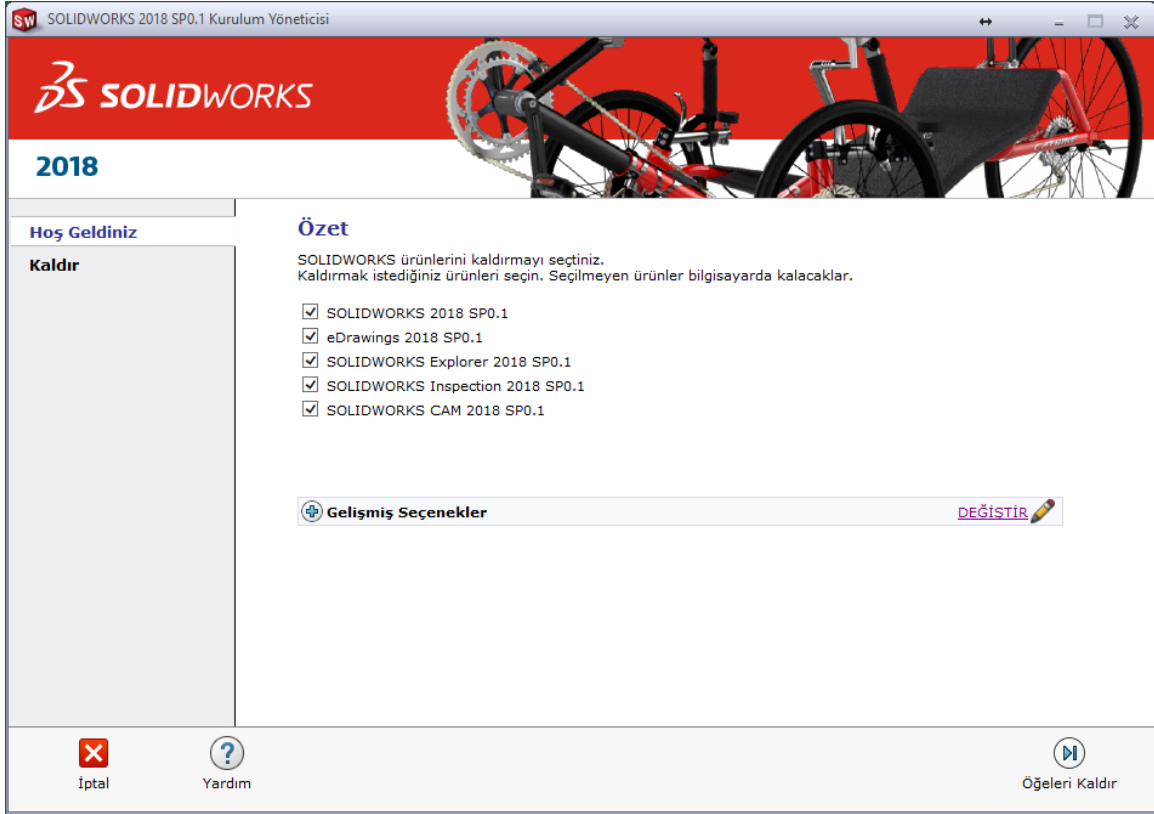 SOLIDWORKS 2018 SP0.1 Kurulum Yöneticisi
SOLIDWORKS
2018
Hoş Geldiniz
Kaldır
Özet
SOLIDWORKS ürünlerini kaldırmayı seçtiniz.
Kaldırmak istediğiniz ürünleri seçin. Seçilmeyen ürünler bilgisayarda kalacaklar.
SOLIDWORKS 2018 SP0.1
eDrawings 2018 SP0.1
SOLIDWORKS Explorer 2018 SP0.1
SOLIDWORKS Inspection 2018 SP0.1
SOLIDWORKS CAM 2018 SP0.1
Gelişmiş Seçenekler DEĞİŞTİR
İptal Yardım Öğeleri Kaldır